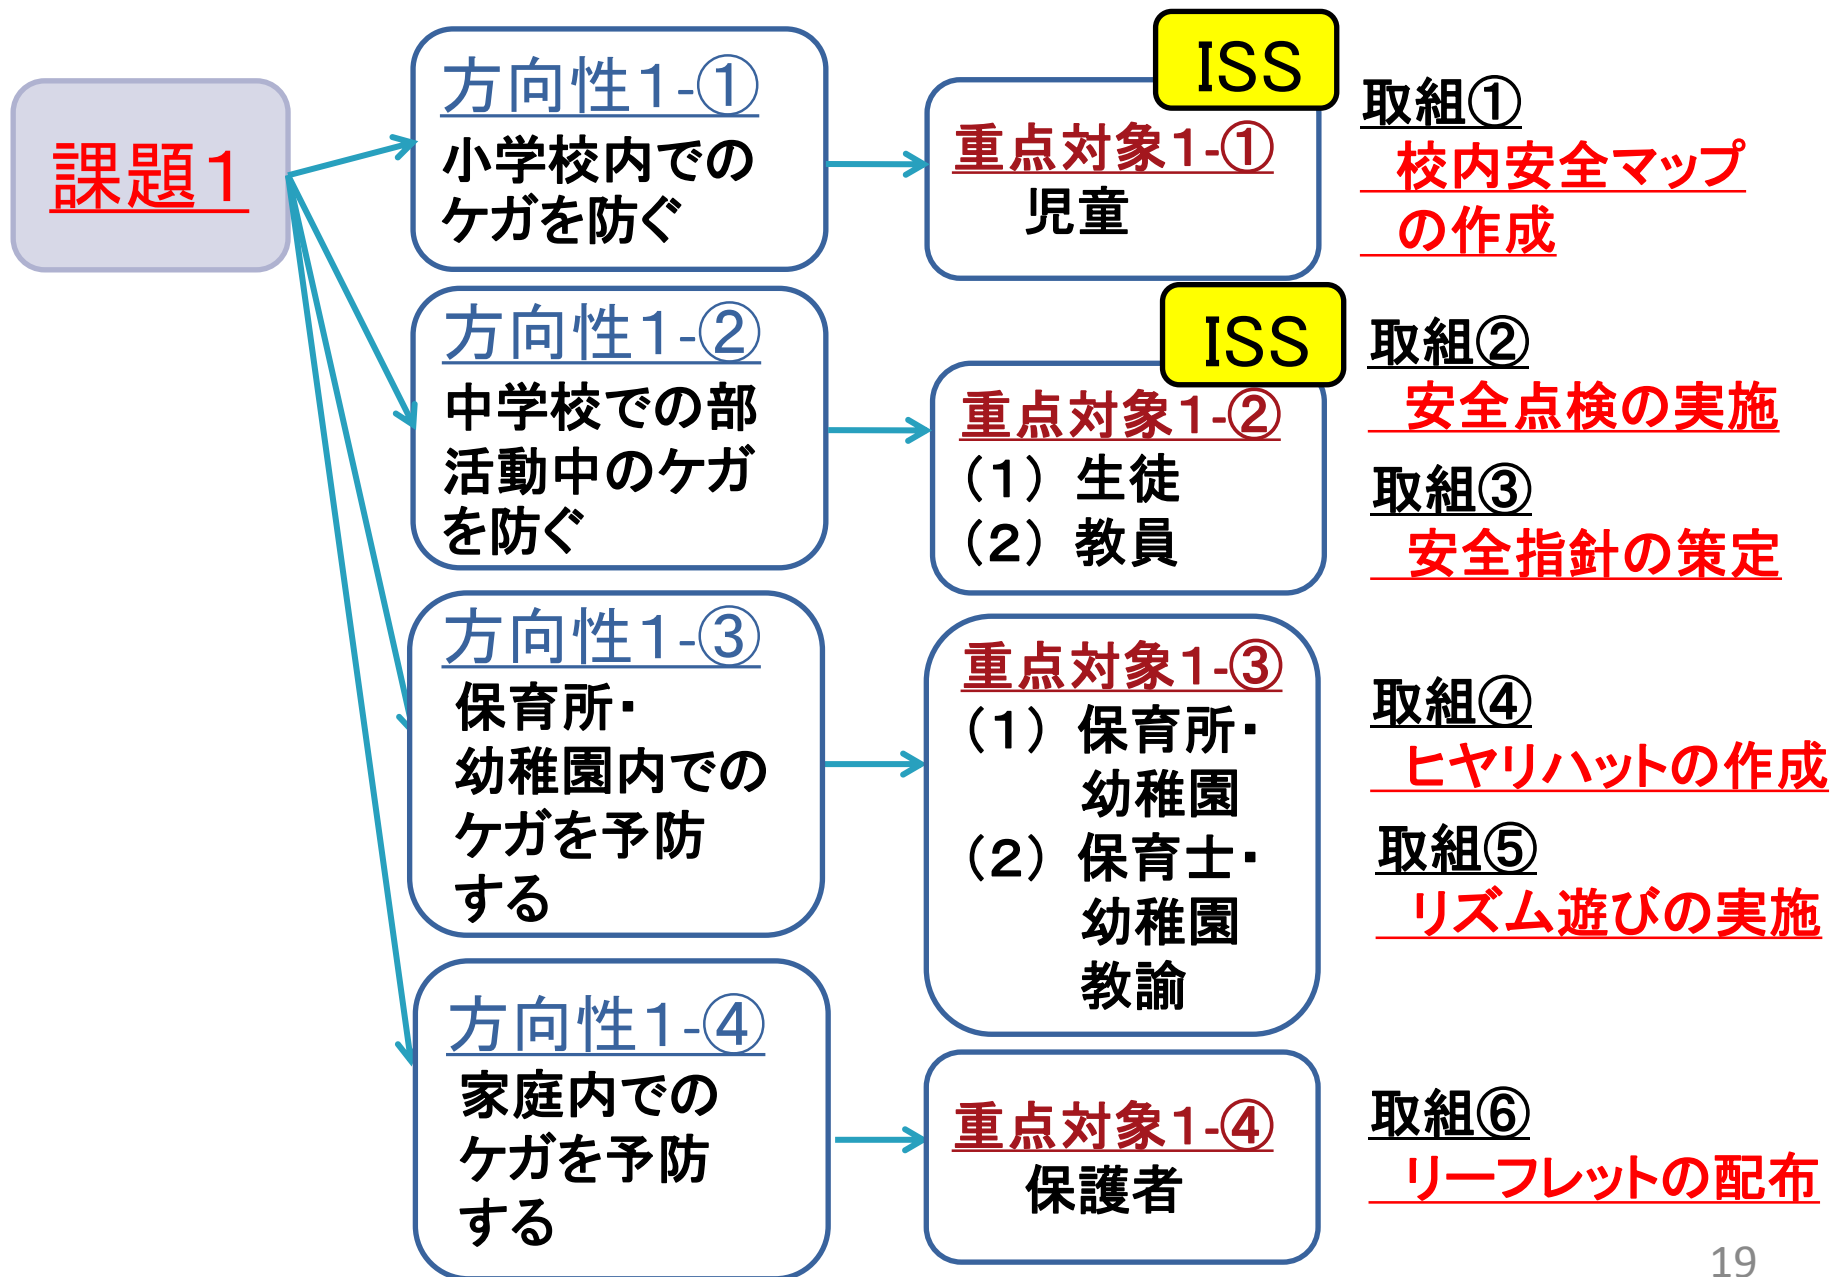 課題1
方向性1-①
小学校内での
ケガを防ぐ
ISS
重点対象1-①
児童
取組①
校内安全マップ
の作成
方向性1-②
中学校での部
活動中のケガ
を防ぐ
ISS
重点対象1-②
(1) 生徒
(2) 教員
取組②
安全点検の実施
取組③
安全指針の策定
方向性1-③
保育所・
幼稚園内での
ケガを予防
する
重点対象1-③
(1) 保育所・
幼稚園
(2) 保育士・
幼稚園
教諭
取組④
ヒヤリハットの作成
取組⑤
リズム遊びの実施
方向性1-④
家庭内での
ケガを予防
する
重点対象1-④
保護者
取組⑥
リーフレットの配布
19